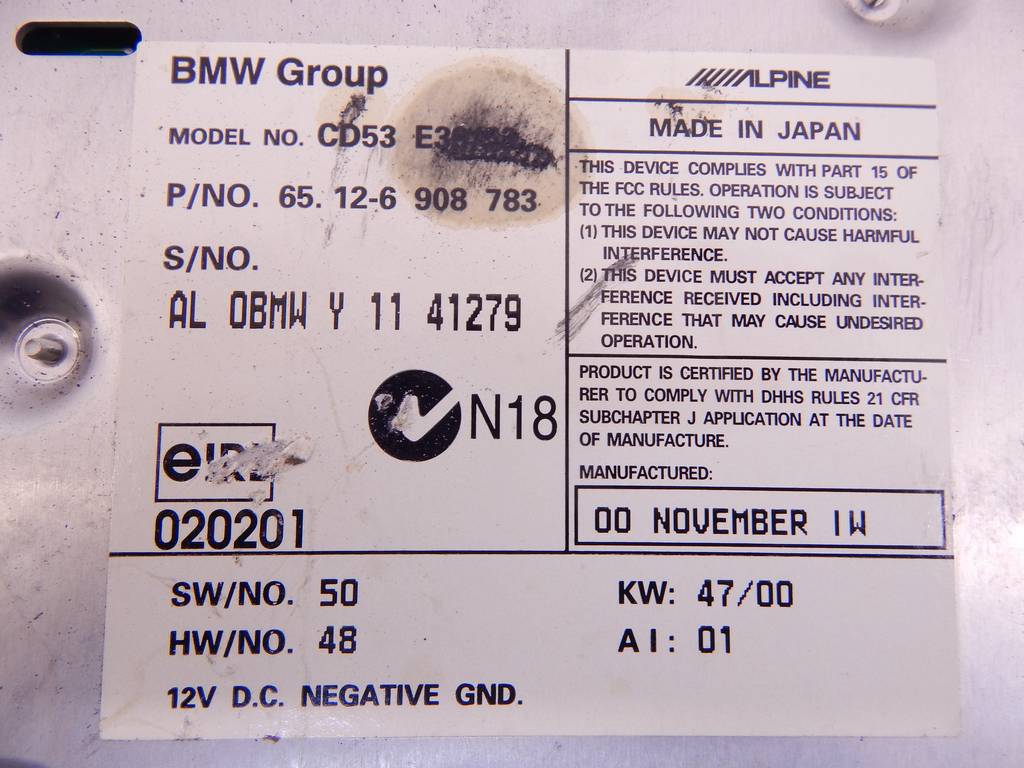 BMW Group
MODEL NO. CD53
P/NO. 65. 12-6 908 783
S/NO.
AL 0BMW Y 11 41279
N18
020201
ALPINE
MADE IN JAPAN
THIS DEVICE COMPLIES WITH PART 15 OF
THE FCC RULES. OPERATION IS SUBJECT
TO THE FOLLOWING TWO CONDITIONS:
(1) THIS DEVICE MAY NOT CAUSE HARMFUL
INTERFERENCE.
(2) THIS DEVICE MUST ACCEPT ANY INTER-
FERENCE RECEIVED INCLUDING INTER-
FERENCE THAT MAY CAUSE UNDESIRED
OPERATION.
PRODUCT IS CERTIFIED BY THE MANUFACTU-
RER TO COMPLY WITH DHHS RULES 21 CFR
SUBCHAPTER J APPLICATION AT THE DATE
OF MANUFACTURE.
MANUFACTURED:
00 NOVEMBER 1W
SW/NO. 50
KW: 47/00
HW/NO. 48
AI: 01
12V D.C. NEGATIVE GND.